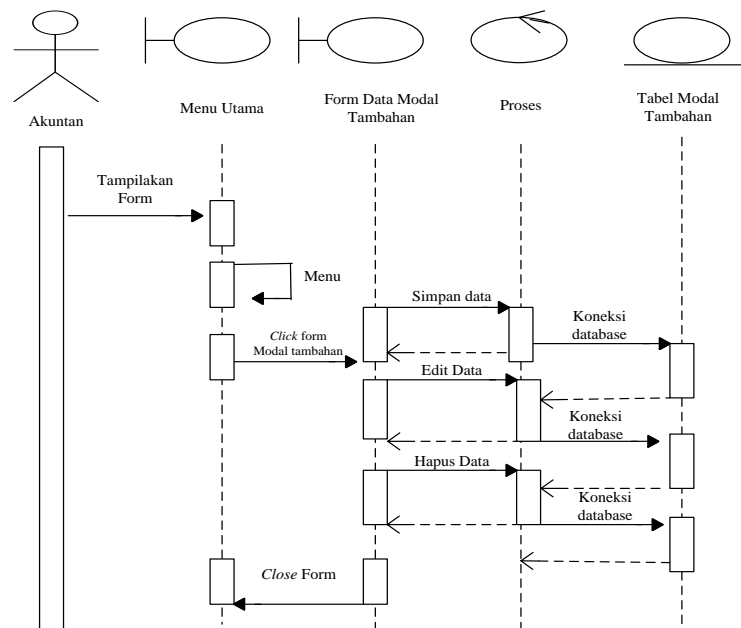 Akuntan
Menu Utama
Form Data Modal
Tambahan
Proses
Tabel Modal
Tambahan
Tampilakan
Form
Menu
Simpan data
Koneksi
database
Click form
Modal tambahan
Edit Data
Koneksi
database
Hapus Data
Koneksi
database
Close Form